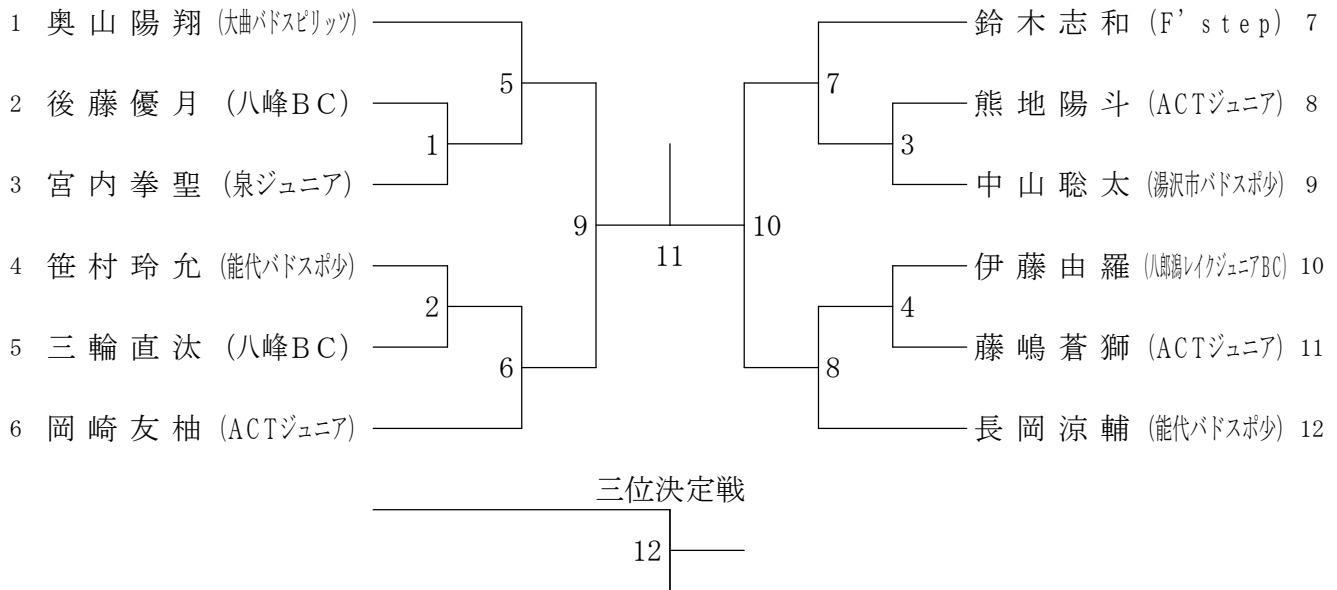 1 奥山陽翔 (大曲バドスピリッツ)
2 後藤優月 (八峰BC)
3 宮内拳聖 (泉ジュニア)
4 笹村玲允 (能代バドスポ少)
5 三輪直汰 (八峰BC)
6 岡崎友柚 (ACTジュニア)
5
1
9
2
6
11
7
3
10
4
8
鈴木志和 (F'step) 7
熊地陽斗 (ACTジュニア) 8
中山聡太 (湯沢市バドスポ少) 9
伊藤由羅 (八郎潟レイクジュニアBC) 10
藤嶋蒼獅 (ACTジュニア) 11
長岡涼輔 (能代バドスポ少) 12
三位決定戦
12